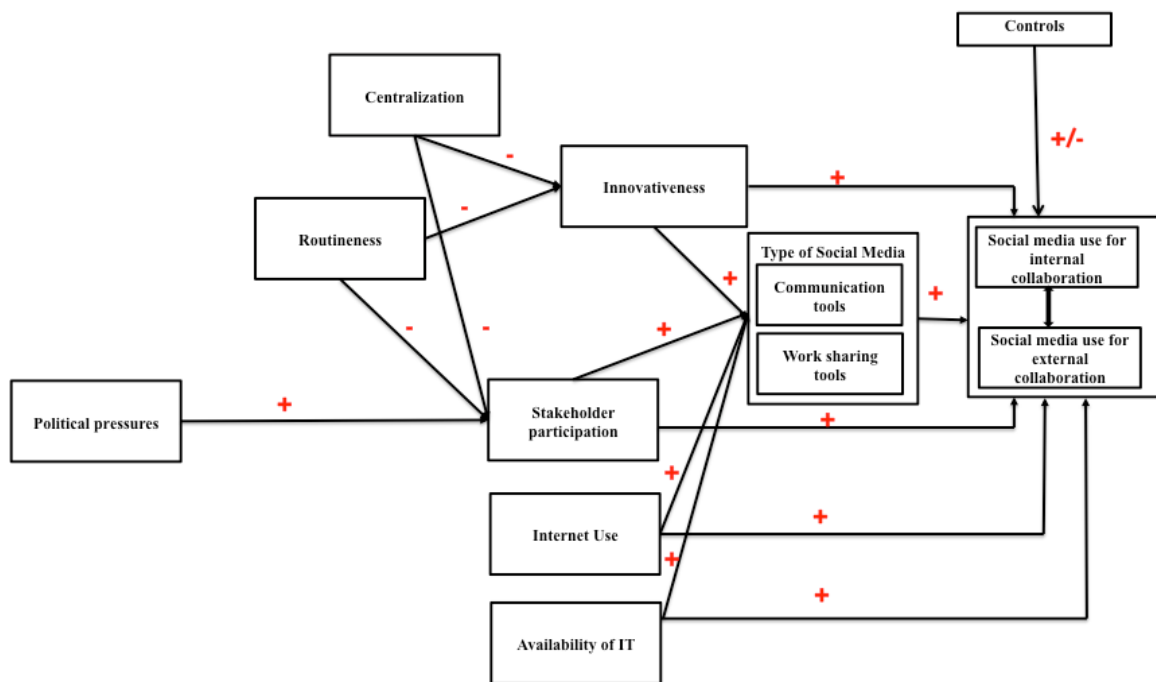 Controls
+/-
Centralization
-
Innovativeness
+
-
Routineness
Type of Social Media
Communication
tools
Work sharing
tools
+
+
+
Social media use for
internal
collaboration
Social media use for
external
collaboration
-
-
Political pressures
+
Stakeholder
participation
+
+
Internet Use
+
+
Availability of IT
+